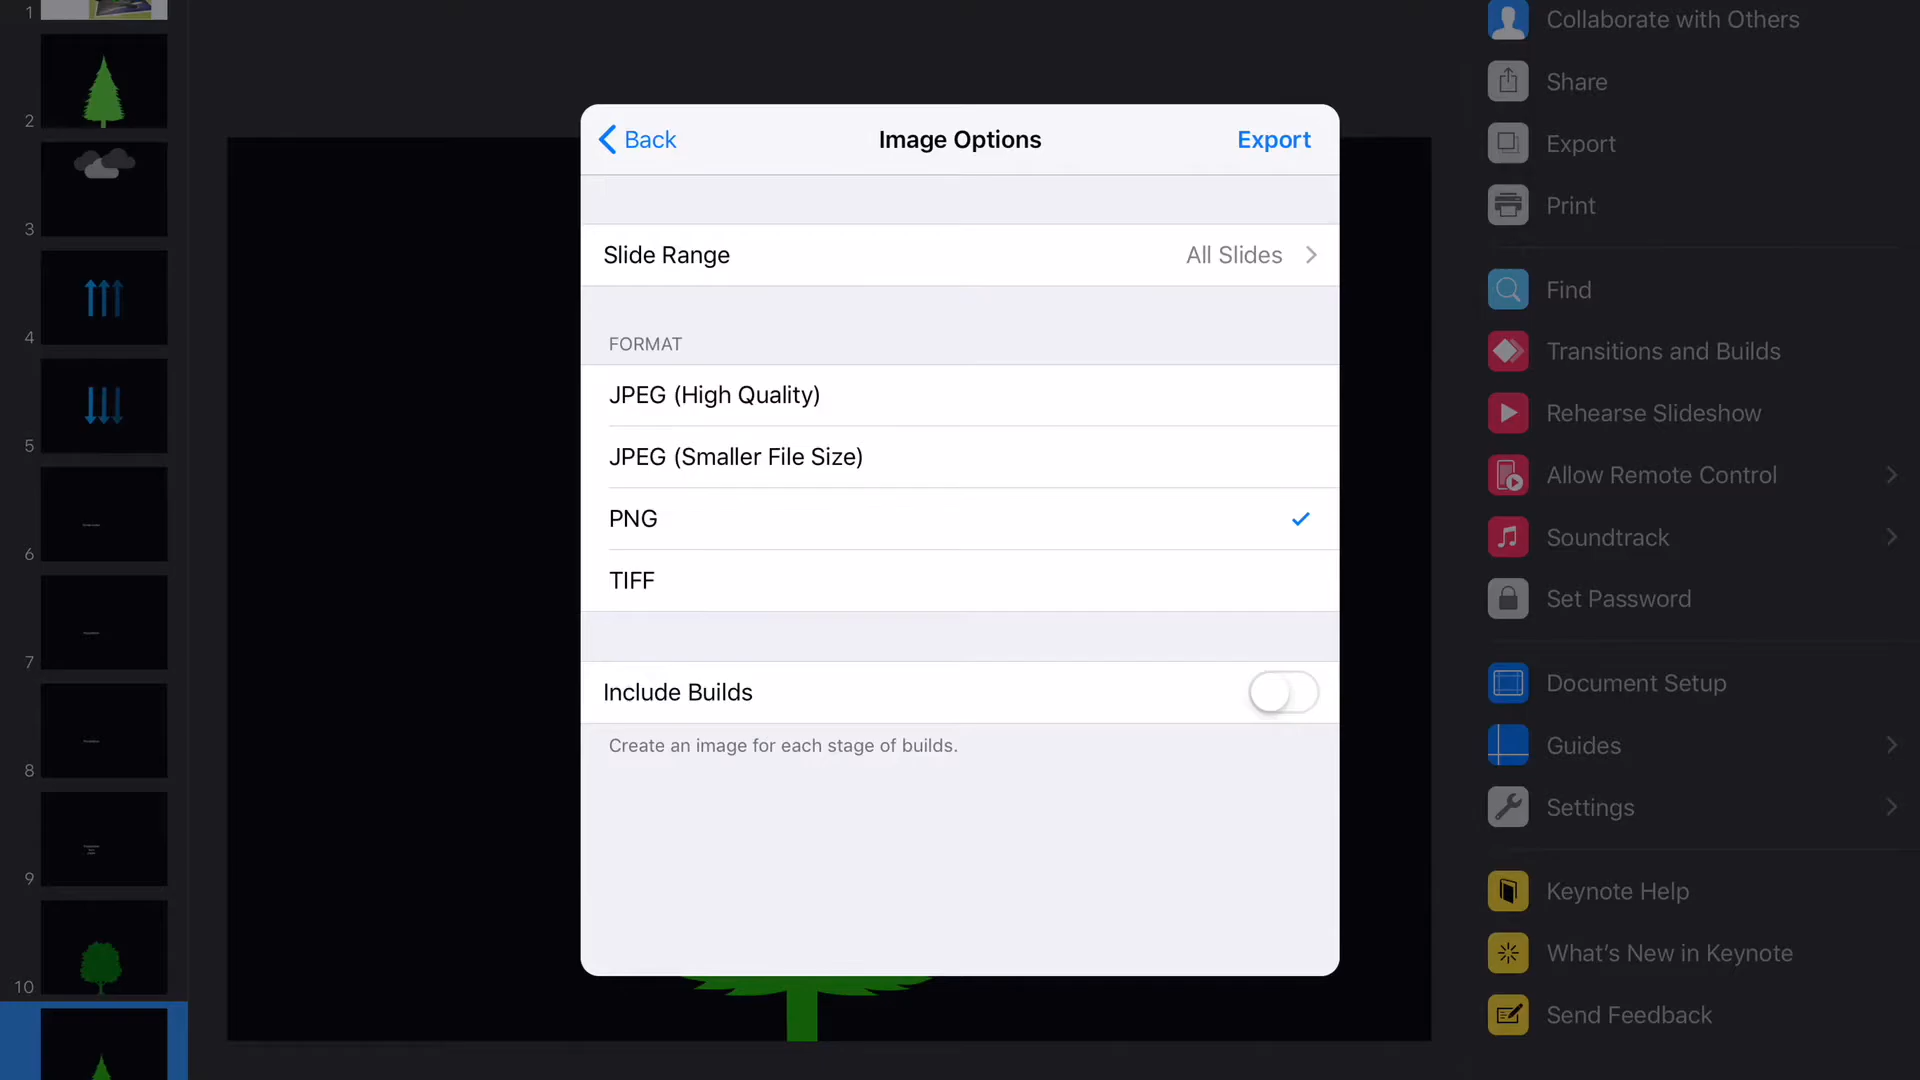 1
2
3
4
5
6
7
8
9
10
Back
Image Options
Export
Slide Range
All Slides
FORMAT
JPEG (High Quality)
JPEG (Smaller File Size)
PNG
TIFF
Include Builds
Create an image for each stage of builds.
Collaborate with Others
Share
Export
Print
Find
Transitions and Builds
Rehearse Slideshow
Allow Remote Control
Soundtrack
Set Password
Document Setup
Guides
Settings
Keynote Help
What's New in Keynote
Send Feedback